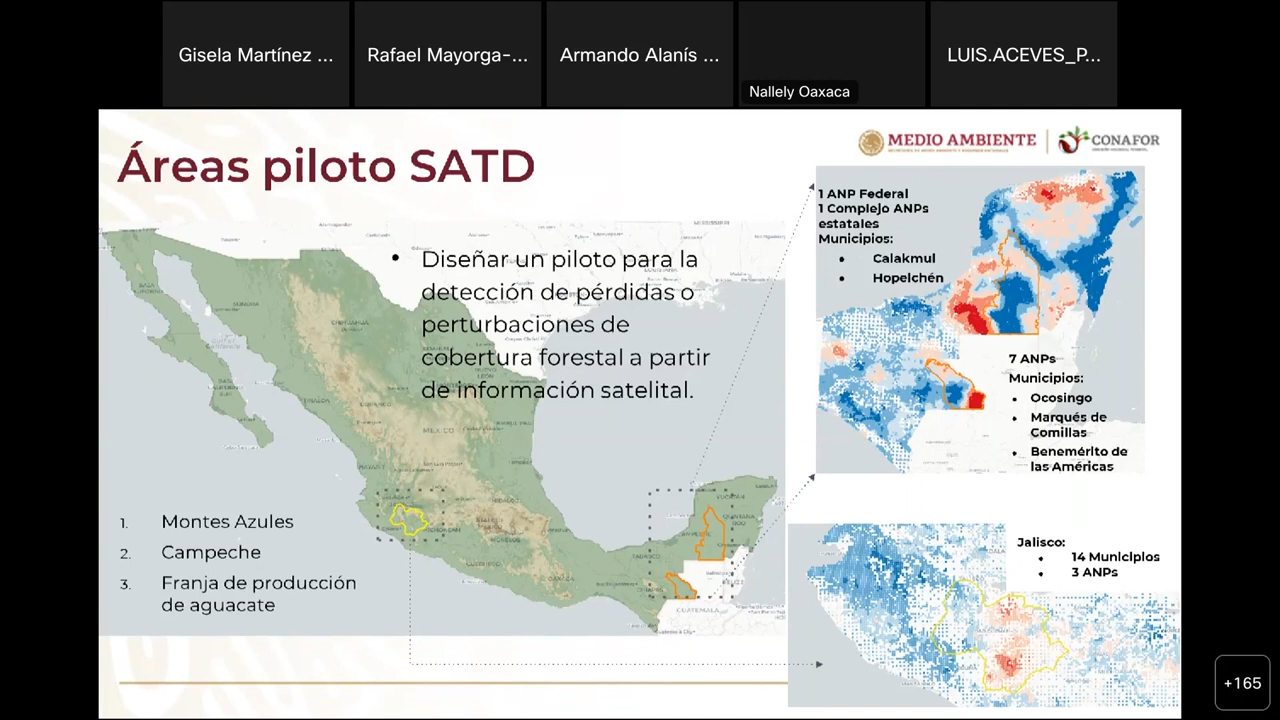 Gisela Martínez ...
Rafael Mayorga-...
Armando Alanís ...
Nallely Oaxaca
LUIS.ACEVES_P...
Áreas piloto SATD
MEDIO AMBIENTE
CONAFOR
Diseñar un piloto para la
detección de pérdidas o
perturbaciones de
cobertura forestal a partir
de información satelital.
1. Montes Azules
2. Campeche
3. Franja de producción
de aguacate
1 ANP Federal
1 Complejo ANPs
estatales
Municipios:
• Calakmul
• Hopelchén
7 ANPs
Municipios:
• Ocosingo
• Marqués de
Comillas
• Benemérito de
las Américas
Jalisco:
• 14 Municipios
• 3 ANPs
MEXICO
GUATEMALA
+165